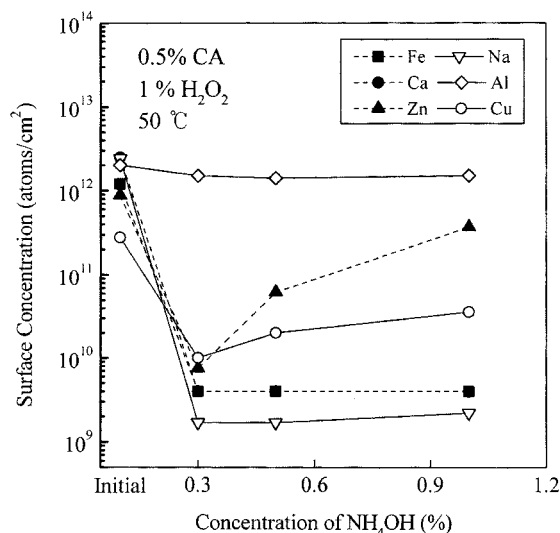 10^14
10^13
10^12
10^11
10^10
10^9
Surface Concentration (atoms/cm^2)
0.5% CA
1 % H2O2
50 ℃
Fe
Ca
Zn
Na
Al
Cu
Initial 0.3 0.6 0.9 1.2
Concentration of NH4OH (%)